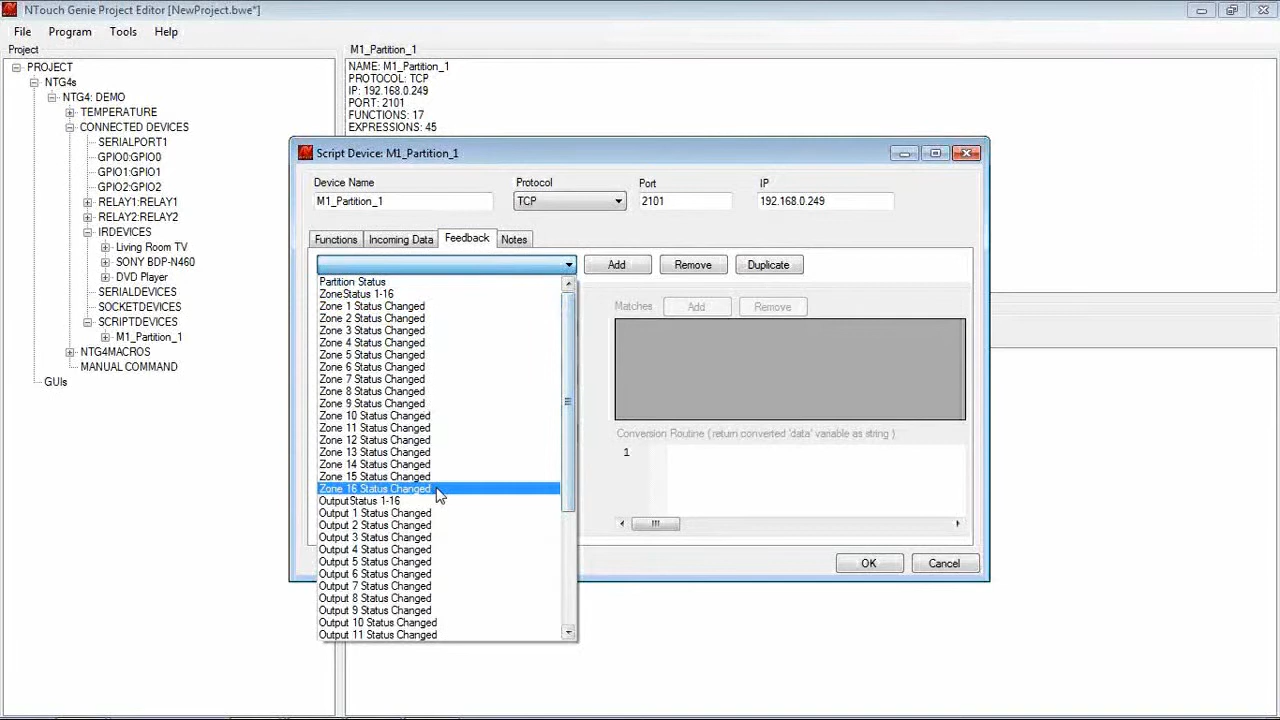 NTouch Genie Project Editor [NewProject.bwe*]
File Program Tools Help
Project
PROJECT
NTG4s
NTG4: DEMO
TEMPERATURE
CONNECTED DEVICES
SERIALPORT1
GPIO0:GPIO0
GPIO1:GPIO1
GPIO2:GPIO2
RELAY1:RELAY1
RELAY2:RELAY2
IRDEVICES
Living Room TV
SONY BDP-N460
DVD Player
SERIALDEVICES
SOCKETDEVICES
SCRIPTDEVICES
M1_Partition_1
NTG4MACROS
MANUAL COMMAND
GUIs
M1_Partition_1
NAME: M1_Partition_1
PROTOCOL: TCP
IP: 192.168.0.249
PORT: 2101
FUNCTIONS: 17
EXPRESSIONS: 45
Script Device: M1_Partition_1
Device Name Protocol Port IP
M1_Partition_1 TCP 2101 192.168.0.249
Functions Incoming Data Feedback Notes
Add Remove Duplicate
Partition Status
ZoneStatus 1-16
Zone 1 Status Changed
Zone 2 Status Changed
Zone 3 Status Changed
Zone 4 Status Changed
Zone 5 Status Changed
Zone 6 Status Changed
Zone 7 Status Changed
Zone 8 Status Changed
Zone 9 Status Changed
Zone 10 Status Changed
Zone 11 Status Changed
Zone 12 Status Changed
Zone 13 Status Changed
Zone 14 Status Changed
Zone 15 Status Changed
Zone 16 Status Changed
OutputStatus 1-16
Output 1 Status Changed
Output 2 Status Changed
Output 3 Status Changed
Output 4 Status Changed
Output 5 Status Changed
Output 6 Status Changed
Output 7 Status Changed
Output 8 Status Changed
Output 9 Status Changed
Output 10 Status Changed
Output 11 Status Changed
Matches Add Remove
Conversion Routine ( return converted 'data' variable as string )
1
OK Cancel